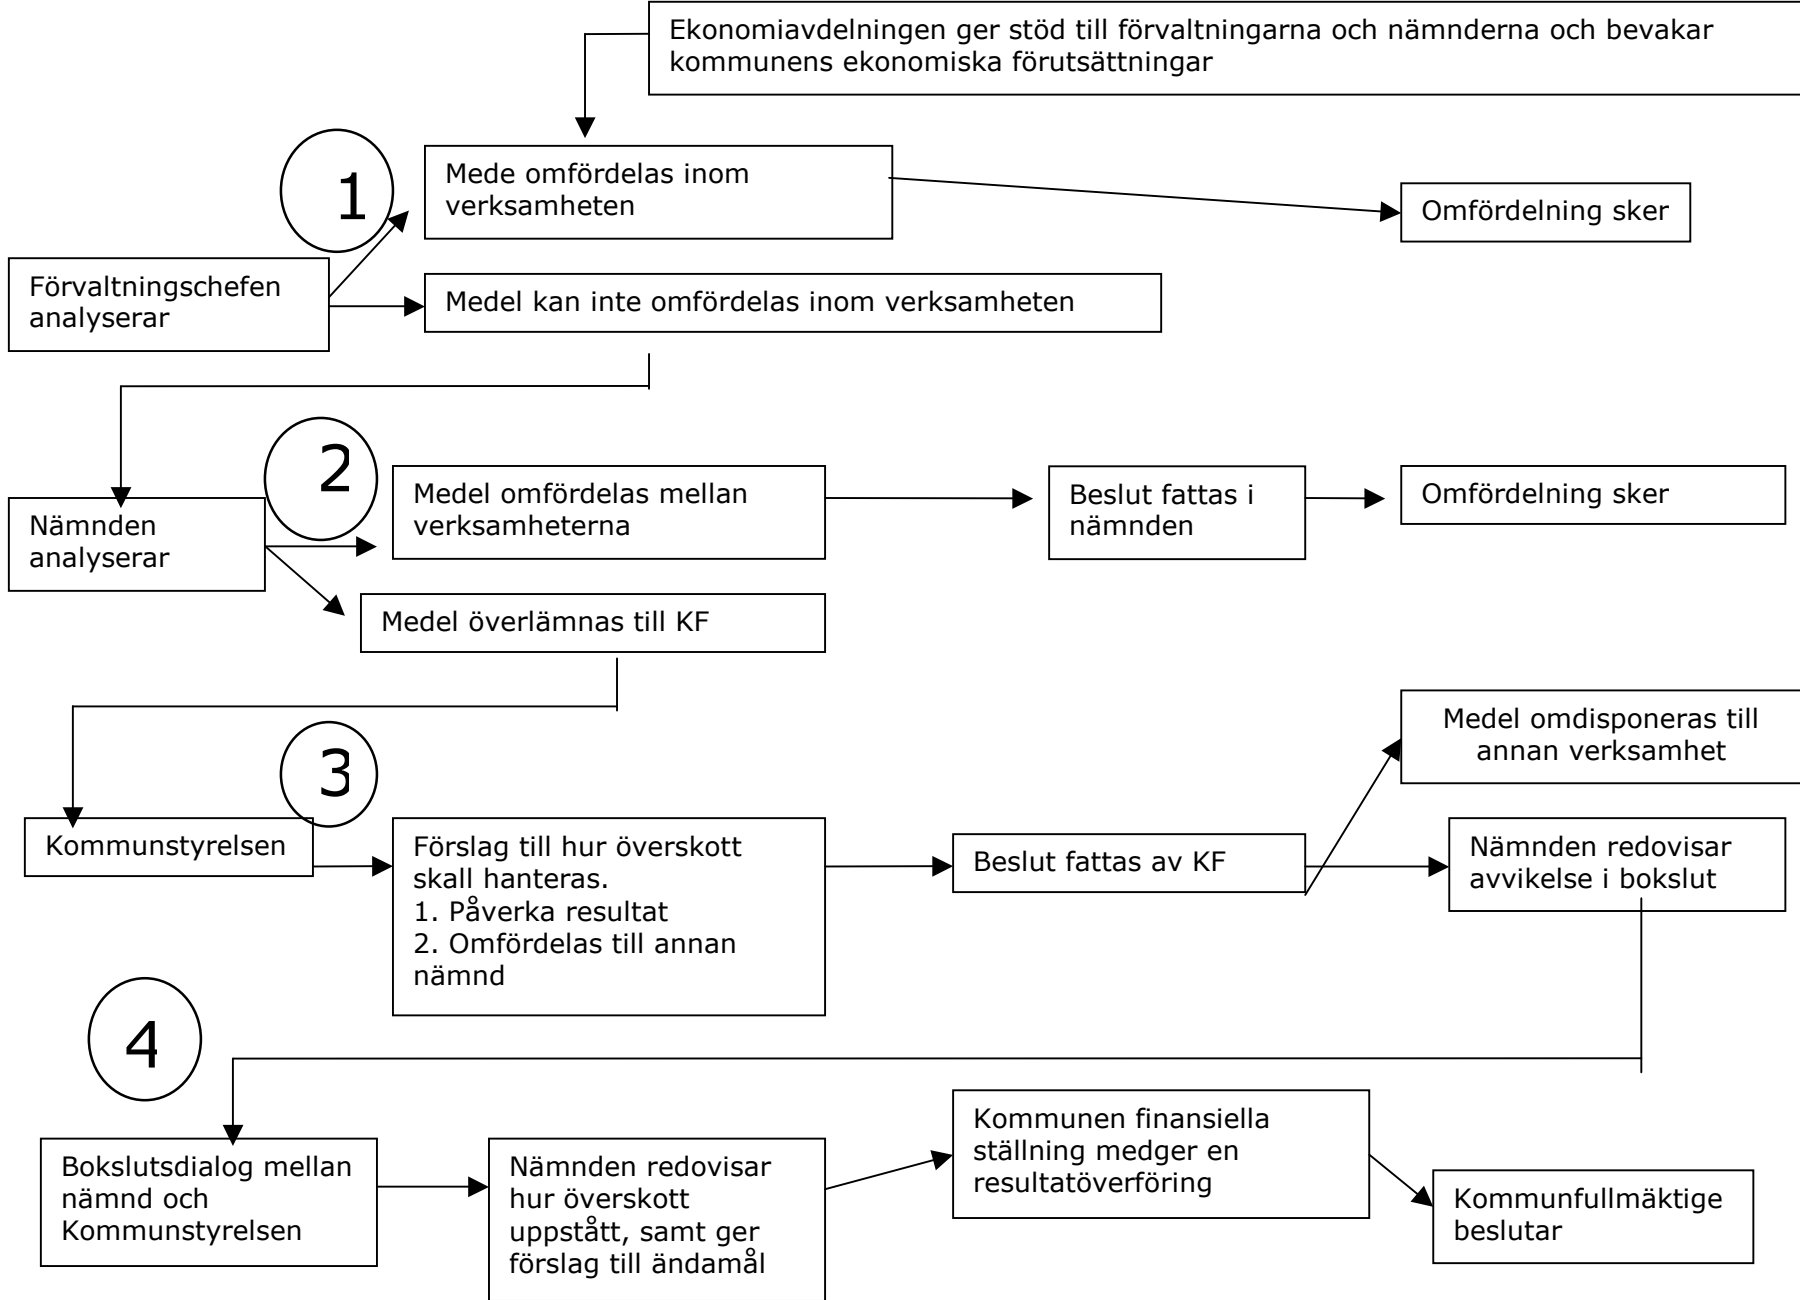 Ekonomiavdelningen ger stöd till förvaltningarna och nämnderna och bevakar
kommunens ekonomiska förutsättningar
1
Mede omfördelas inom
verksamheten
Omfördelning sker
Förvaltningschefen
analyserar
Medel kan inte omfördelas inom verksamheten
2
Medel omfördelas mellan
verksamheterna
Beslut fattas i
nämnden
Omfördelning sker
Nämnden
analyserar
Medel överlämnas till KF
Medel omdisponeras till
annan verksamhet
3
Kommunstyrelsen
Förslag till hur överskott
skall hanteras.
1. Påverka resultat
2. Omfördelas till annan
nämnd
Beslut fattas av KF
Nämnden redovisar
avvikelse i bokslut
4
Bokslutsdialog mellan
nämnd och
Kommunstyrelsen
Nämnden redovisar
hur överskott
uppstått, samt ger
förslag till ändamål
Kommunen finansiella
ställning medger en
resultatöverföring
Kommunfullmäktige
beslutar